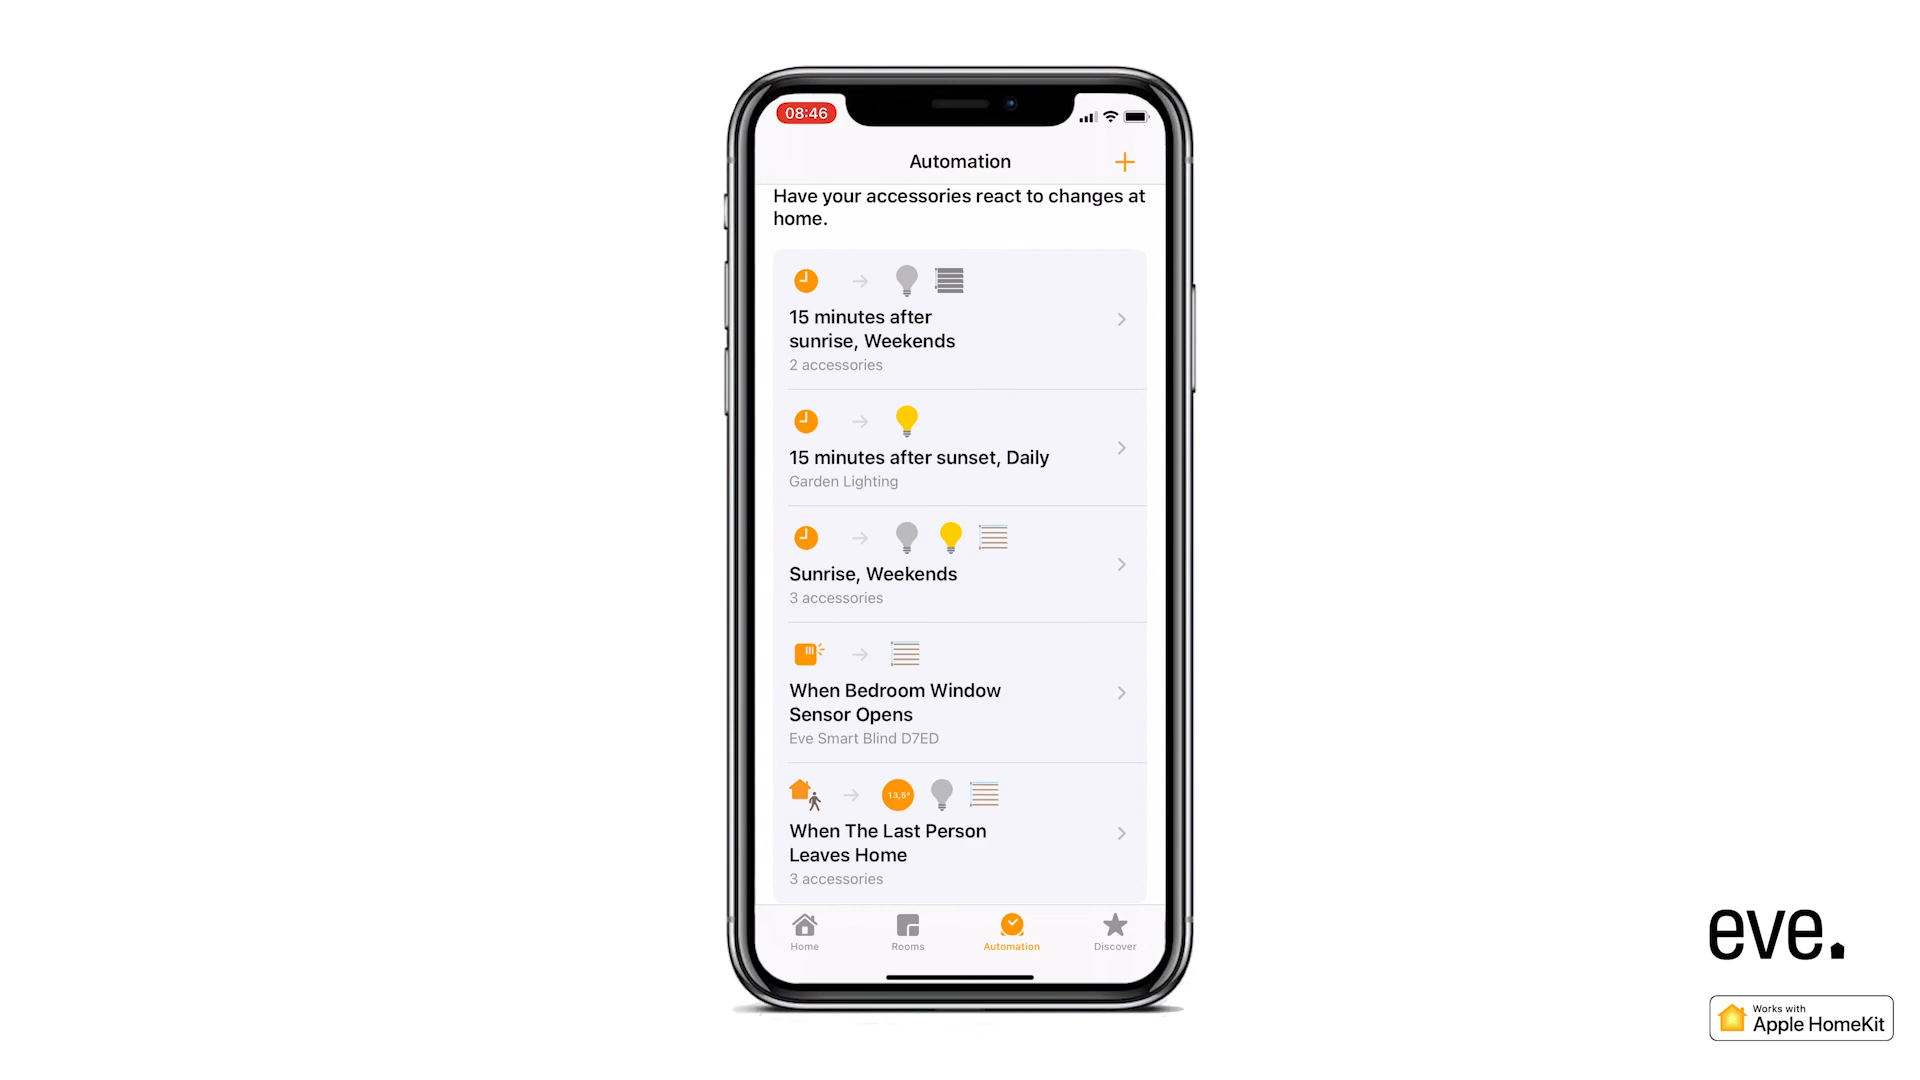 08:46
Automation
Have your accessories react to changes at
home.
15 minutes after
sunrise, Weekends
2 accessories
15 minutes after sunset, Daily
Garden Lighting
Sunrise, Weekends
3 accessories
When Bedroom Window
Sensor Opens
Eve Smart Blind D7ED
13,5°
When The Last Person
Leaves Home
3 accessories
Home
Rooms
Automation
Discover
eve.
Works with
Apple HomeKit